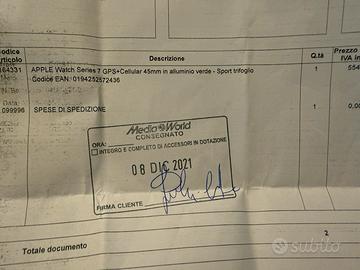 Codice
articolo
Descrizione
Q.tà
Prezzo
IVA in
164331 APPLE Watch Series 7 GPS+Cellular 45mm in alluminio verde - Sport trifoglio 1 554
Codice EAN: 0194252572436
099996 SPESE DI SPEDIZIONE 1 0,00
MediaWorld
CONSEGNATO
ORA:
INTEGRO E COMPLETO DI ACCESSORI IN DOTAZIONE
08 DIC 2021
FIRMA CLIENTE
2
Totale documento
subito